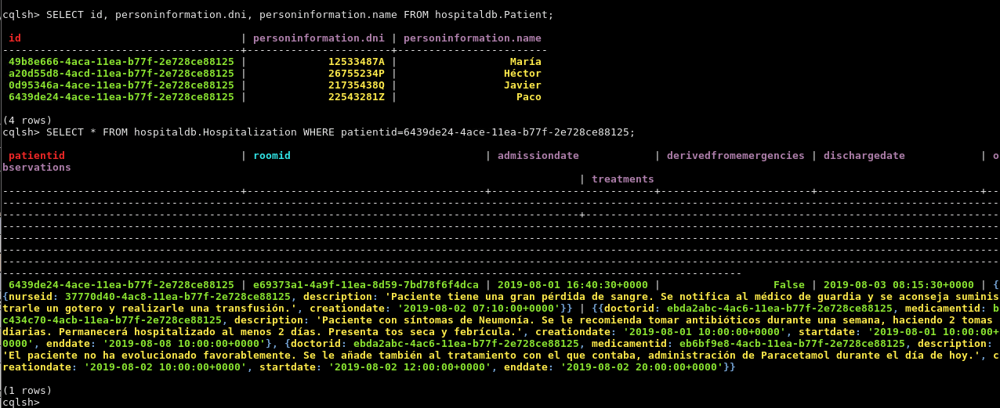 cqlsh> SELECT id, personinformation.dni, personinformation.name FROM hospitaldb.Patient;
id | personinformation.dni | personinformation.name
--------------------------------------+-----------------------+------------------------
49b8e666-4aca-11ea-b77f-2e728ce88125 | 12533487A | María
a20d55d8-4acd-11ea-b77f-2e728ce88125 | 26755234P | Héctor
0d95346a-4ace-11ea-b77f-2e728ce88125 | 21735438Q | Javier
6439de24-4ace-11ea-b77f-2e728ce88125 | 22543281Z | Paco
(4 rows)
cqlsh> SELECT * FROM hospitaldb.Hospitalization WHERE patientid=6439de24-4ace-11ea-b77f-2e728ce88125;
patientid | roomid | admissiondate | derivedfromemergencies | dischargedate | o
bservations
| treatments
6439de24-4ace-11ea-b77f-2e728ce88125 | e69373a1-4a9f-11ea-8d59-7bd78f6f4dca | 2019-08-01 16:40:30+0000 | False | 2019-08-03 08:15:30+0000 | {
{nurseid: 37770d40-4ac8-11ea-b77f-2e728ce88125, description: 'Paciente tiene una gran pérdida de sangre. Se notifica al médico de guardia y se aconseja suminis
trarle un gotero y realizarle una transfusión.', creationdate: '2019-08-02 07:10:00+0000'}} | {{doctorid: ebda2abc-4ac6-11ea-b77f-2e728ce88125, medicamentid: b
c434c70-4acb-11ea-b77f-2e728ce88125, description: 'Paciente con síntomas de Neumonía. Se le recomienda tomar antibióticos durante una semana, haciendo 2 tomas
diarias. Permanecerá hospitalizado al menos 2 días. Presenta tos seca y febrícula.', creationdate: '2019-08-01 10:00:00+0000', startdate: '2019-08-01 10:00:00+
0000', enddate: '2019-08-08 10:00:00+0000'}, {doctorid: ebda2abc-4ac6-11ea-b77f-2e728ce88125, medicamentid: eb6bf9e8-4acb-11ea-b77f-2e728ce88125, description:
'El paciente no ha evolucionado favorablemente. Se le añade también al tratamiento con el que contaba, administración de Paracetamol durante el día de hoy.', c
reationdate: '2019-08-02 10:00:00+0000', startdate: '2019-08-02 12:00:00+0000', enddate: '2019-08-02 20:00:00+0000'}}
(1 rows)
cqlsh>